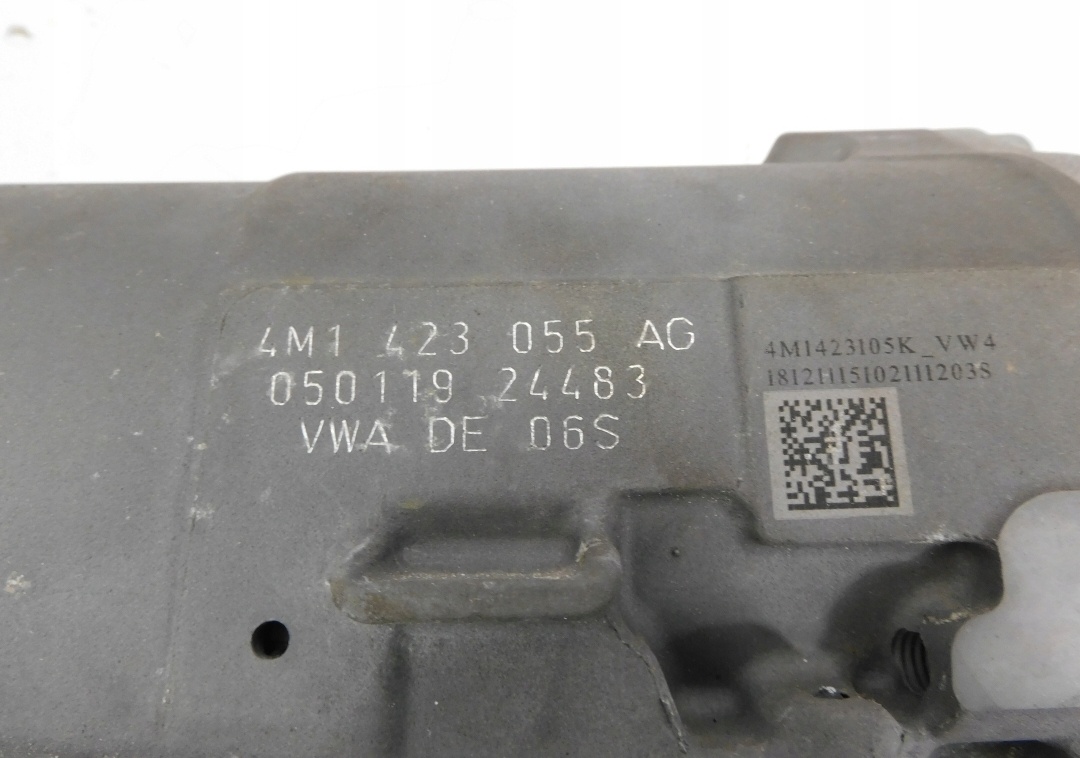 4M1 423 055 AG
050119 24483
VWA DE 06S
4M1423105K_VW4
181211151021112038